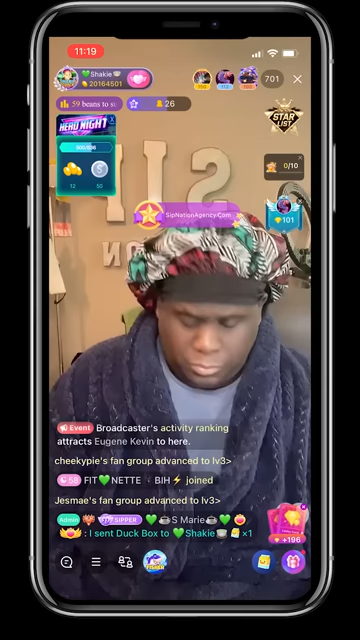 11:19
💚Shakie
20164501
701
59 beans to s
26
HERO NIGHT
STAR
LIST
12 50
0/10
SipNationAgency.Com
101
Event Broadcaster's activity ranking
attracts Eugene Kevin to here.
cheekypie's fan group advanced to lv3>
58 FIT💚NETTE BIH⚡ joined
Jesmae's fan group advanced to lv3>
Admin SIPPER 💚☕S Marie☕💚
: I sent Duck Box to 💚Shakie ×1
+196